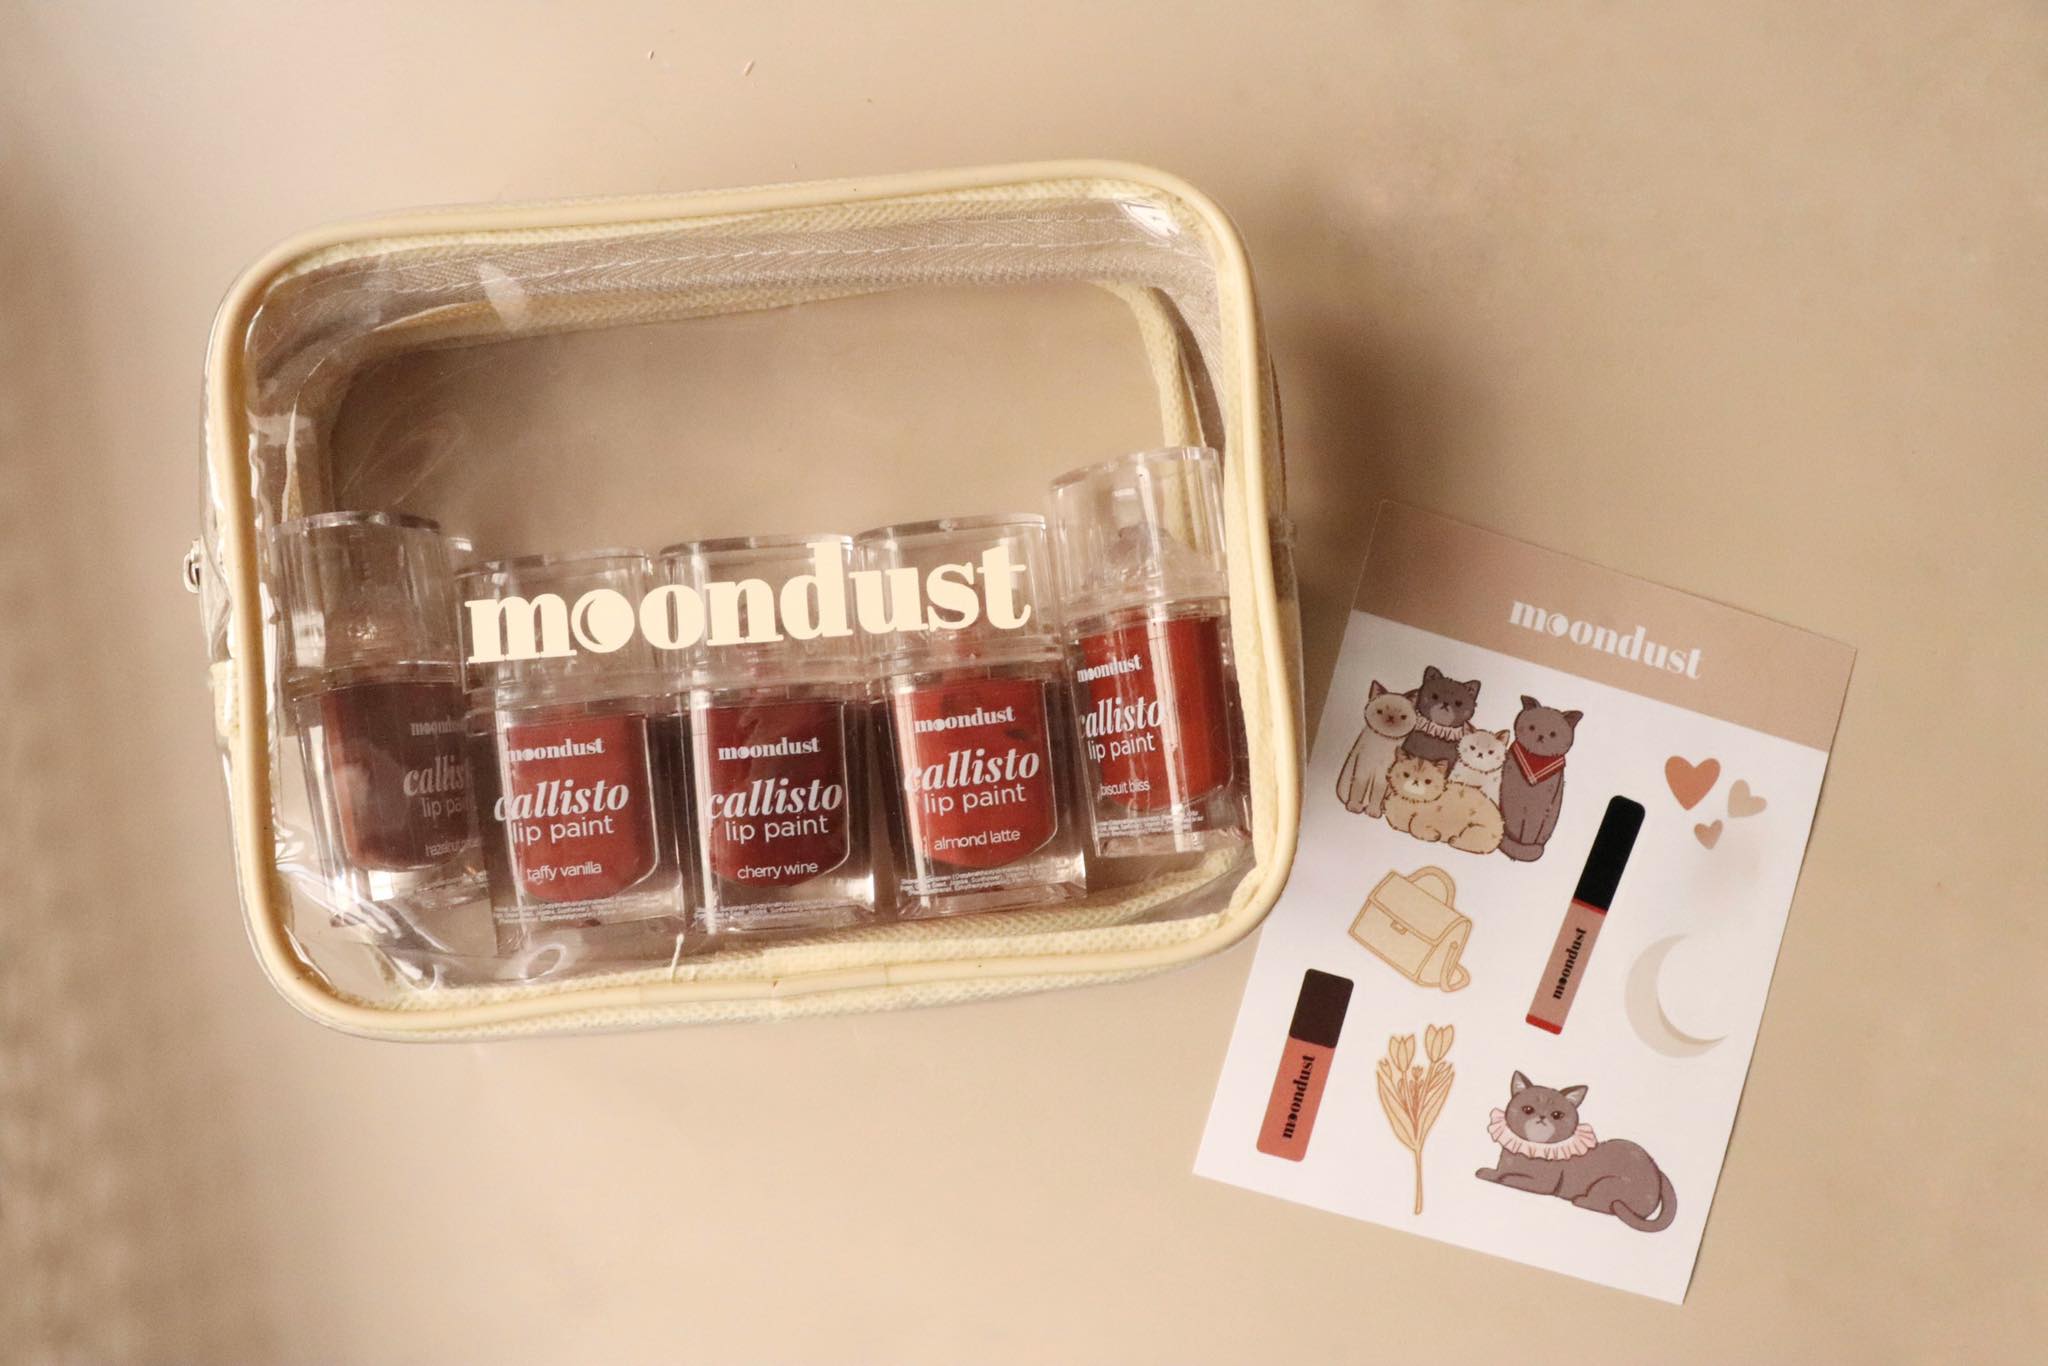 moondust
moondust
callisto
lip paint
moondust
callisto
lip paint
taffy vanilla
moondust
callisto
lip paint
cherry wine
moondust
callisto
lip paint
almond latte
moondust
callisto
lip paint
biscuit bliss
moondust
moondust
moondust